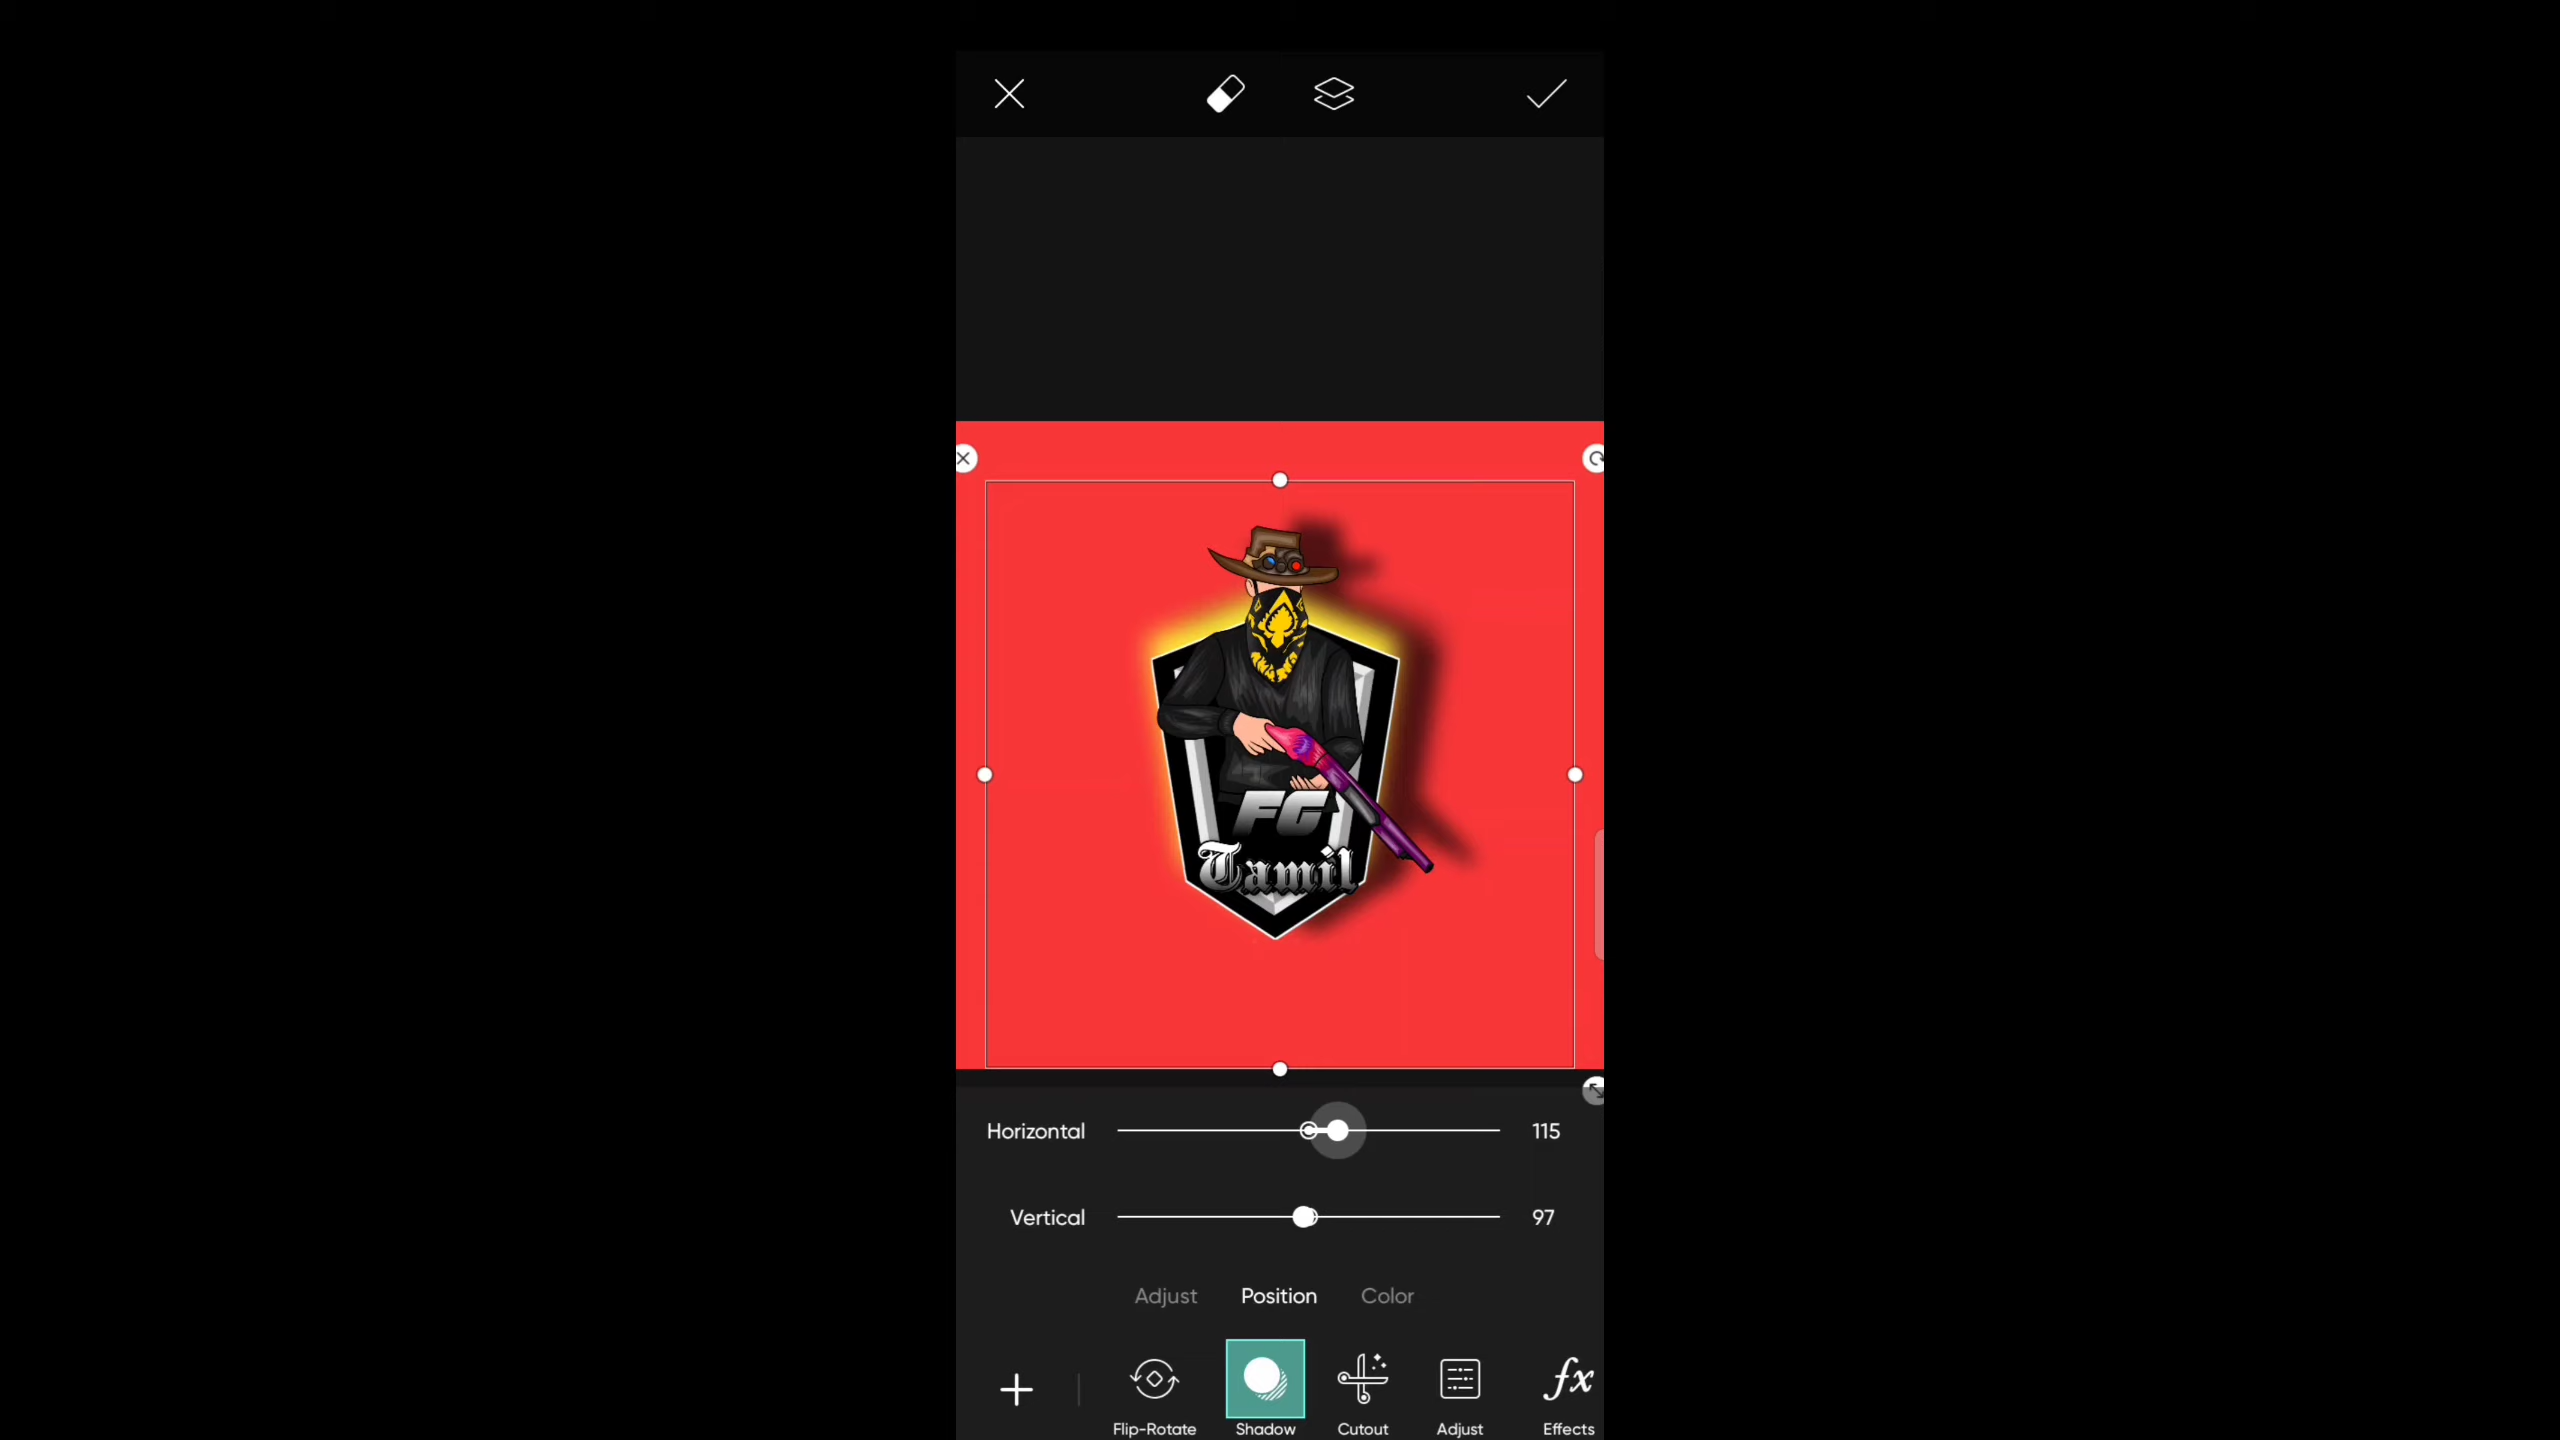 FG
Tamil
Horizontal 115
Vertical 97
Adjust Position Color
Flip-Rotate Shadow Cutout Adjust Effects